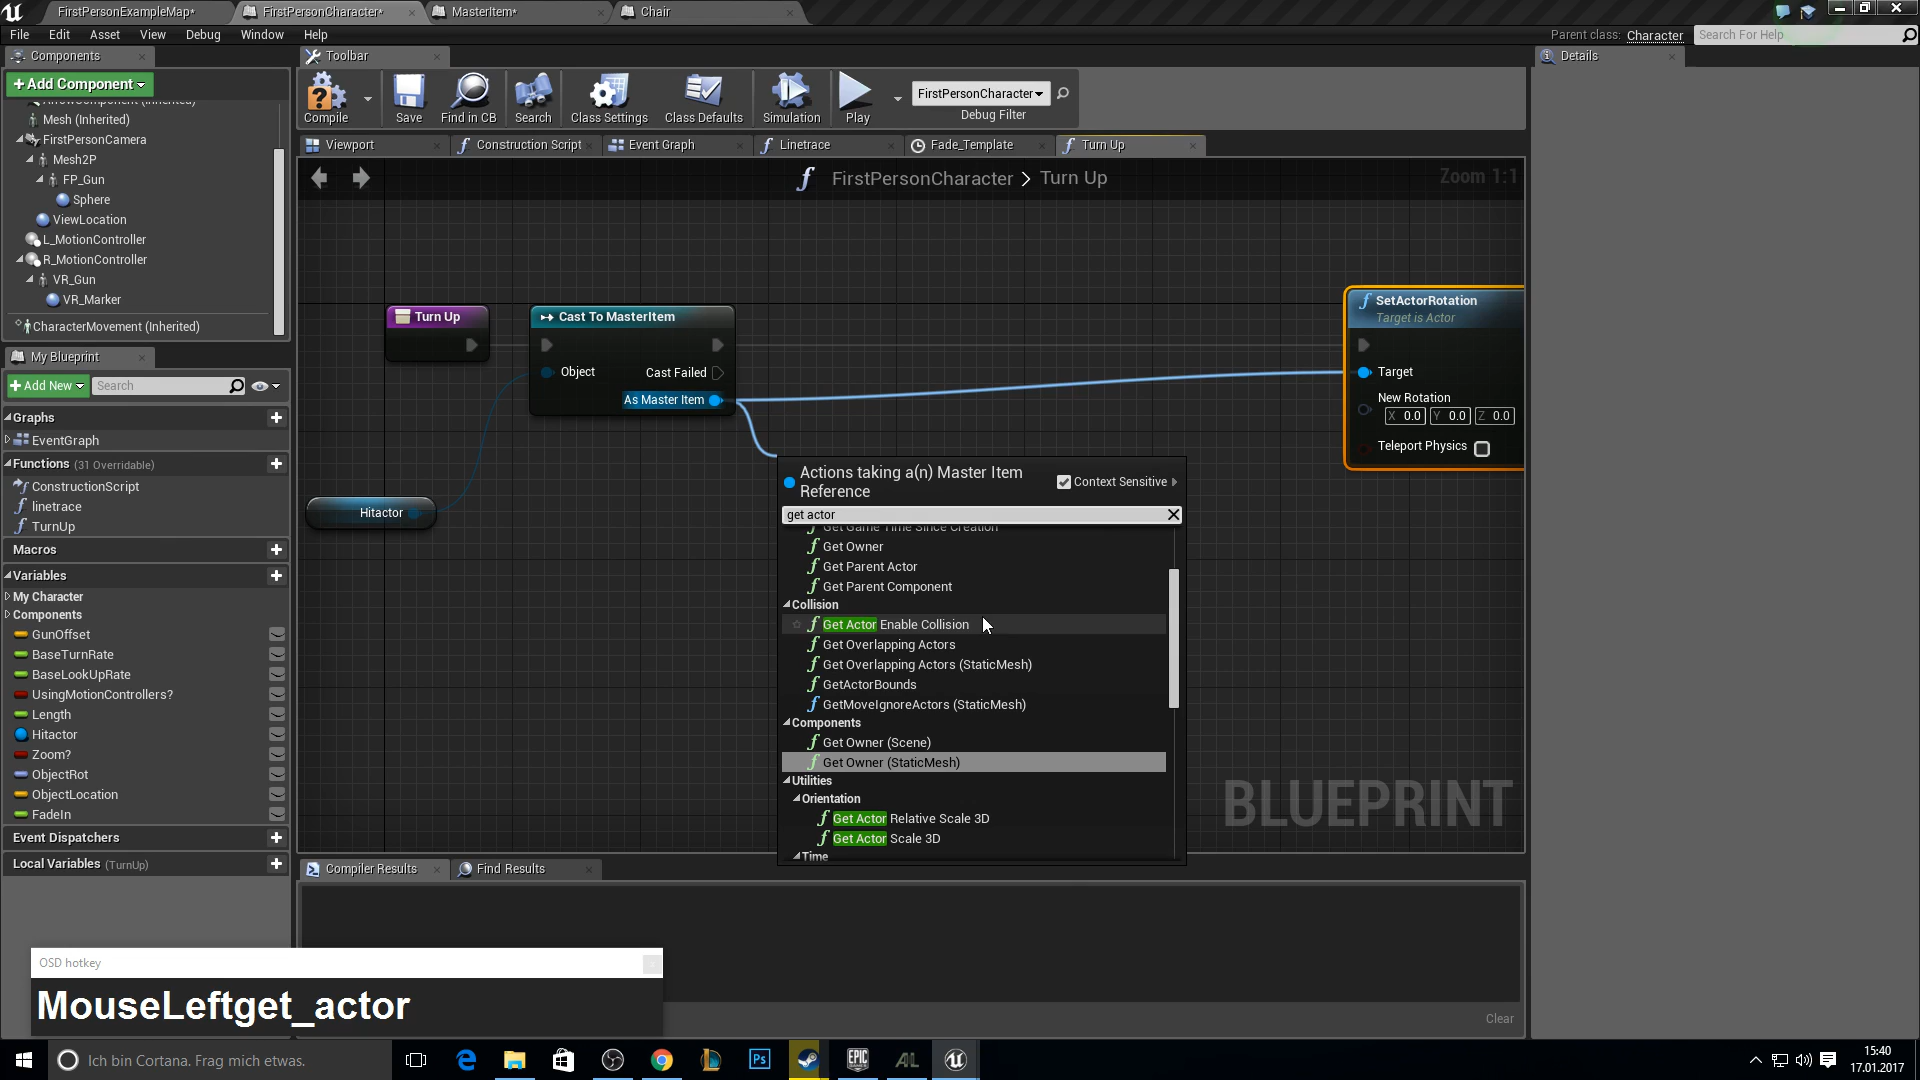 FirstPersonExampleMap*
FirstPersonCharacter*
MasterItem*
Chair
File Edit Asset View Debug Window Help
Parent class: Character
Search For Help
Components
Toolbar
Details
+Add Component
Mesh (Inherited)
FirstPersonCamera
Mesh2P
FP_Gun
Sphere
ViewLocation
L_MotionController
R_MotionController
VR_Gun
VR_Marker
CharacterMovement (Inherited)
Compile
Save
Find in CB
Search
Class Settings
Class Defaults
Simulation
Play
FirstPersonCharacter
Debug Filter
Viewport
Construction Script
Event Graph
Linetrace
Fade_Template
Turn Up
FirstPersonCharacter > Turn Up
Zoom 1:1
My Blueprint
+Add New
Search
Graphs
EventGraph
Functions (31 Overridable)
ConstructionScript
linetrace
TurnUp
Macros
Variables
My Character
Components
GunOffset
BaseTurnRate
BaseLookUpRate
UsingMotionControllers?
Length
Hitactor
Zoom?
ObjectRot
ObjectLocation
FadeIn
Event Dispatchers
Local Variables (TurnUp)
Turn Up
Cast To MasterItem
Object
Cast Failed
As Master Item
Hitactor
SetActorRotation
Target is Actor
Target
New Rotation
X 0.0 Y 0.0 Z 0.0
Teleport Physics
Actions taking a(n) Master Item
Reference
Context Sensitive
get actor
Get Game Time Since Creation
Get Owner
Get Parent Actor
Get Parent Component
Collision
Get Actor Enable Collision
Get Overlapping Actors
Get Overlapping Actors (StaticMesh)
GetActorBounds
GetMoveIgnoreActors (StaticMesh)
Components
Get Owner (Scene)
Get Owner (StaticMesh)
Utilities
Orientation
Get Actor Relative Scale 3D
Get Actor Scale 3D
Time
BLUEPRINT
Compiler Results
Find Results
Clear
OSD hotkey
MouseLeftget_actor
Ich bin Cortana. Frag mich etwas.
Ps
EPIC
GAMES
AL
15:40
17.01.2017